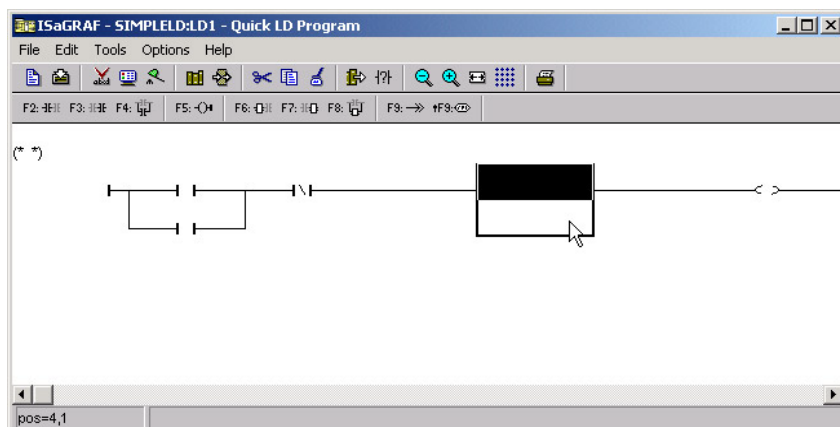 ISaGRAF - SIMPLELD:LD1 - Quick LD Program
File Edit Tools Options Help
F2: F3: F4: F5: F6: F7: F8: F9: F9:
(* *)
pos=4,1